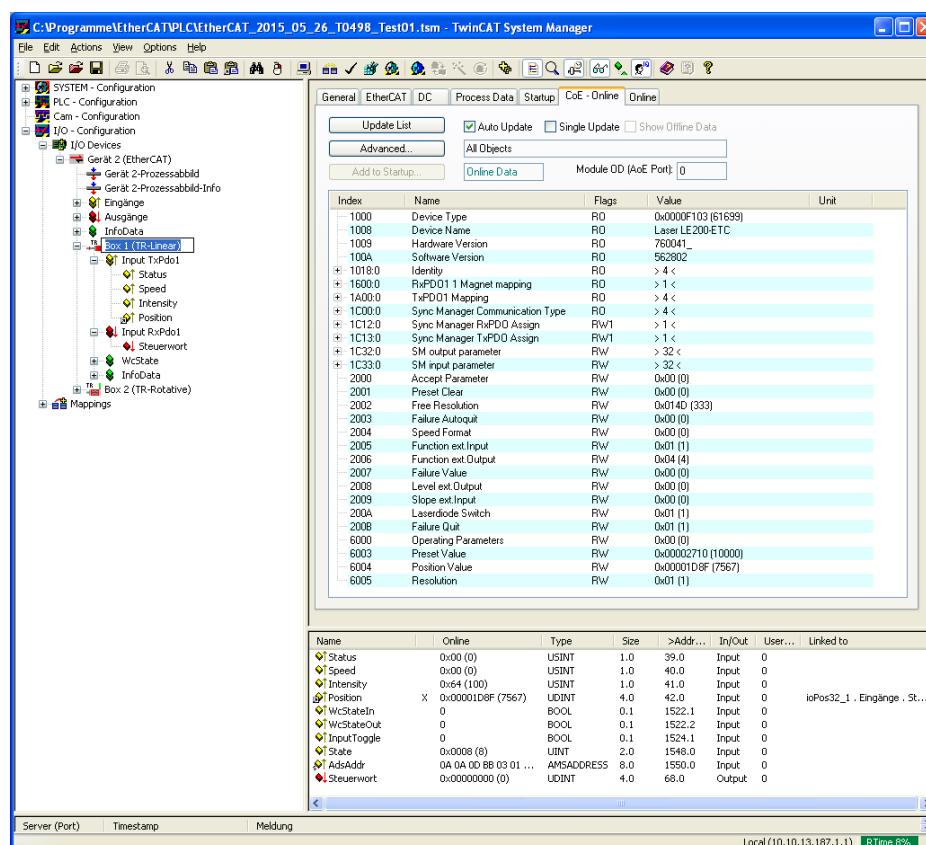 C:\Programme\EtherCAT\PLC\EtherCAT_2015_05_26_T0498_Test01.tsm - TwinCAT System Manager
File Edit Actions View Options Help
SYSTEM - Configuration
PLC - Configuration
Cam - Configuration
I/O - Configuration
I/O Devices
Gerät 2 (EtherCAT)
Gerät 2-Prozessabbild
Gerät 2-Prozessabbild-Info
Eingänge
Ausgänge
InfoData
Box 1 (TR-Linear)
Input TxPdo1
Status
Speed
Intensity
Position
Input RxPdo1
Steuerwort
WcState
InfoData
Box 2 (TR-Rotative)
Mappings
General EtherCAT DC Process Data Startup CoE - Online Online
Update List Auto Update Single Update Show Offline Data
Advanced... All Objects
Add to Startup... Online Data Module OD (AoE Port): 0
Index Name Flags Value Unit
1000 Device Type RO 0x0000F103 (61699)
1008 Device Name RO Laser LE200-ETC
1009 Hardware Version RO 760041_
100A Software Version RO 562802
1018:0 Identity RO > 4 <
1600:0 RxPDO1 1 Magnet mapping RO > 1 <
1A00:0 TxPDO1 Mapping RO > 4 <
1C00:0 Sync Manager Communication Type RO > 4 <
1C12:0 Sync Manager RxPDO Assign RW1 > 1 <
1C13:0 Sync Manager TxPDO Assign RW1 > 1 <
1C32:0 SM output parameter RW > 32 <
1C33:0 SM input parameter RW > 32 <
2000 Accept Parameter RW 0x00 (0)
2001 Preset Clear RW 0x00 (0)
2002 Free Resolution RW 0x014D (333)
2003 Failure Autoquit RW 0x00 (0)
2004 Speed Format RW 0x00 (0)
2005 Function ext.Input RW 0x01 (1)
2006 Function ext.Output RW 0x04 (4)
2007 Failure Value RW 0x00 (0)
2008 Level ext.Output RW 0x00 (0)
2009 Slope ext.Input RW 0x00 (0)
200A Laserdiode Switch RW 0x01 (1)
200B Failure Quit RW 0x01 (1)
6000 Operating Parameters RW 0x00 (0)
6003 Preset Value RW 0x00002710 (10000)
6004 Position Value RW 0x00001D8F (7567)
6005 Resolution RW 0x01 (1)
Name Online Type Size >Addr... In/Out User... Linked to
Status 0x00 (0) USINT 1.0 39.0 Input 0
Speed 0x00 (0) USINT 1.0 40.0 Input 0
Intensity 0x64 (100) USINT 1.0 41.0 Input 0
Position X 0x00001D8F (7567) UDINT 4.0 42.0 Input 0 ioPos32_1 . Eingänge . St...
WcStateIn 0 BOOL 0.1 1522.1 Input 0
WcStateOut 0 BOOL 0.1 1522.2 Input 0
InputToggle 0 BOOL 0.1 1524.1 Input 0
State 0x0008 (8) UINT 2.0 1548.0 Input 0
AdsAddr 0A 0A 0D BB 03 01 ... AMSADDRESS 8.0 1550.0 Input 0
Steuerwort 0x00000000 (0) UDINT 4.0 68.0 Output 0
Server (Port) Timestamp Meldung
Local (10.10.13.187.1.1) RTime 8%